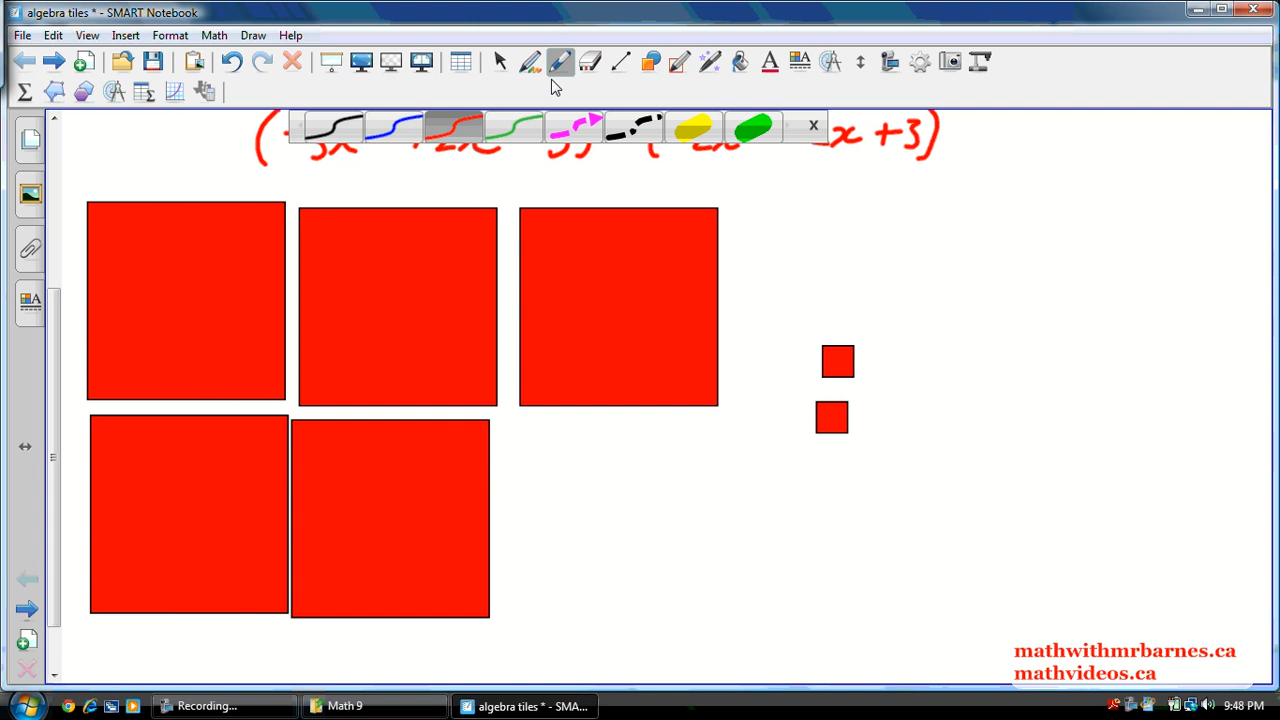 algebra tiles * - SMART Notebook
File Edit View Insert Format Math Draw Help
x + 3)
mathwithmrbarnes.ca
mathvideos.ca
Recording... Math 9 algebra tiles * - SMA... 9:48 PM